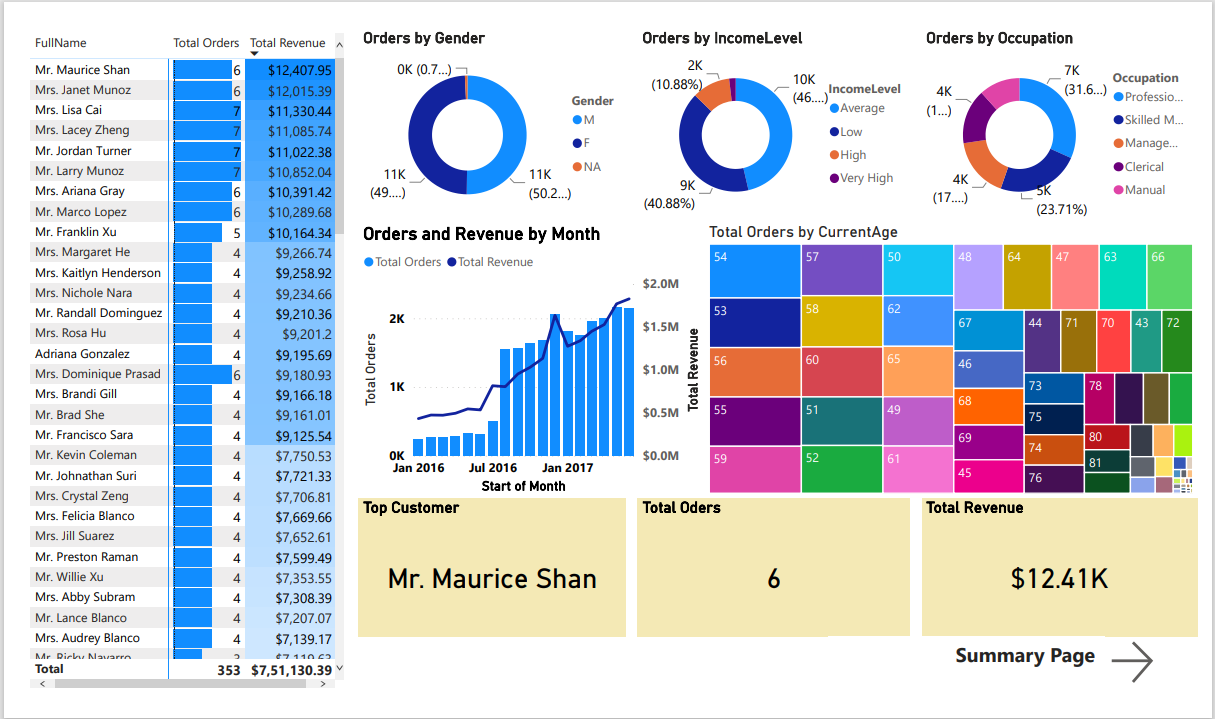 FullName Total Orders Total Revenue
Mr. Maurice Shan 6 $12,407.95
Mrs. Janet Munoz 6 $12,015.39
Mrs. Lisa Cai 7 $11,330.44
Mrs. Lacey Zheng 7 $11,085.74
Mr. Jordan Turner 7 $11,022.38
Mr. Larry Munoz 7 $10,852.04
Mrs. Ariana Gray 6 $10,391.42
Mr. Marco Lopez 6 $10,289.68
Mr. Franklin Xu 5 $10,164.34
Mrs. Margaret He 4 $9,266.74
Mrs. Kaitlyn Henderson 4 $9,258.92
Mrs. Nichole Nara 4 $9,234.66
Mr. Randall Dominguez 4 $9,210.36
Mrs. Rosa Hu 4 $9,201.2
Adriana Gonzalez 4 $9,195.69
Mrs. Dominique Prasad 6 $9,180.93
Mrs. Brandi Gill 4 $9,166.18
Mr. Brad She 4 $9,161.01
Mr. Francisco Sara 4 $9,125.54
Mr. Kevin Coleman 4 $7,750.53
Mr. Johnathan Suri 4 $7,721.33
Mrs. Crystal Zeng 4 $7,706.81
Mrs. Felicia Blanco 4 $7,669.66
Mrs. Jill Suarez 4 $7,652.61
Mr. Preston Raman 4 $7,599.49
Mr. Willie Xu 4 $7,353.55
Mrs. Abby Subram 4 $7,308.39
Mr. Lance Blanco 4 $7,207.07
Mrs. Audrey Blanco 4 $7,139.17
Mr. Ricky Navarro 3 $7,119.63
Total 353 $7,51,130.39
Orders by Gender
0K (0.7...)
11K
(49....)
11K
(50.2...)
Gender
M
F
NA
Orders by IncomeLevel
2K
(10.88%)
10K
(46....)
9K
(40.88%)
IncomeLevel
Average
Low
High
Very High
Orders by Occupation
7K
(31.6...)
4K
(1...)
4K
(17....)
5K
(23.71%)
Occupation
Professio...
Skilled M...
Manage...
Clerical
Manual
Orders and Revenue by Month
Total Orders Total Revenue
Total Orders
2K
1K
0K
$2.0M
$1.5M
$1.0M
$0.5M
$0.0M
Total Revenue
Jan 2016 Jul 2016 Jan 2017
Start of Month
Total Orders by CurrentAge
54 57 50 48 64 47 63 66
53 58 62 67 44 71 70 43 72
56 60 65 46 73 78
55 51 49 68 75
59 52 61 69 74 80
45 76 81
Top Customer
Mr. Maurice Shan
Total Oders
6
Total Revenue
$12.41K
Summary Page